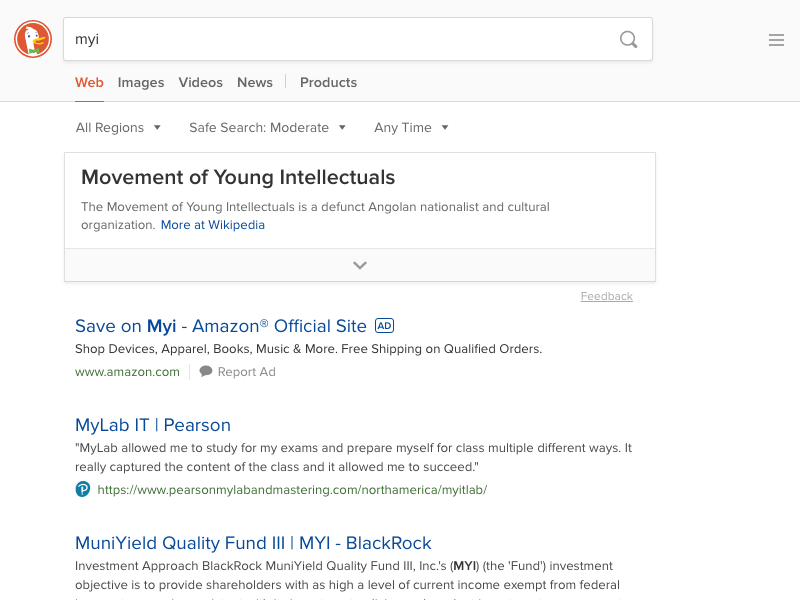 myi
Web Images Videos News Products
All Regions Safe Search: Moderate Any Time
Movement of Young Intellectuals
The Movement of Young Intellectuals is a defunct Angolan nationalist and cultural
organization. More at Wikipedia
Feedback
Save on Myi - Amazon® Official Site AD
Shop Devices, Apparel, Books, Music & More. Free Shipping on Qualified Orders.
www.amazon.com Report Ad
MyLab IT | Pearson
"MyLab allowed me to study for my exams and prepare myself for class multiple different ways. It
really captured the content of the class and it allowed me to succeed."
https://www.pearsonmylabandmastering.com/northamerica/myitlab/
MuniYield Quality Fund III | MYI - BlackRock
Investment Approach BlackRock MuniYield Quality Fund III, Inc.'s (MYI) (the 'Fund') investment
objective is to provide shareholders with as high a level of current income exempt from federal